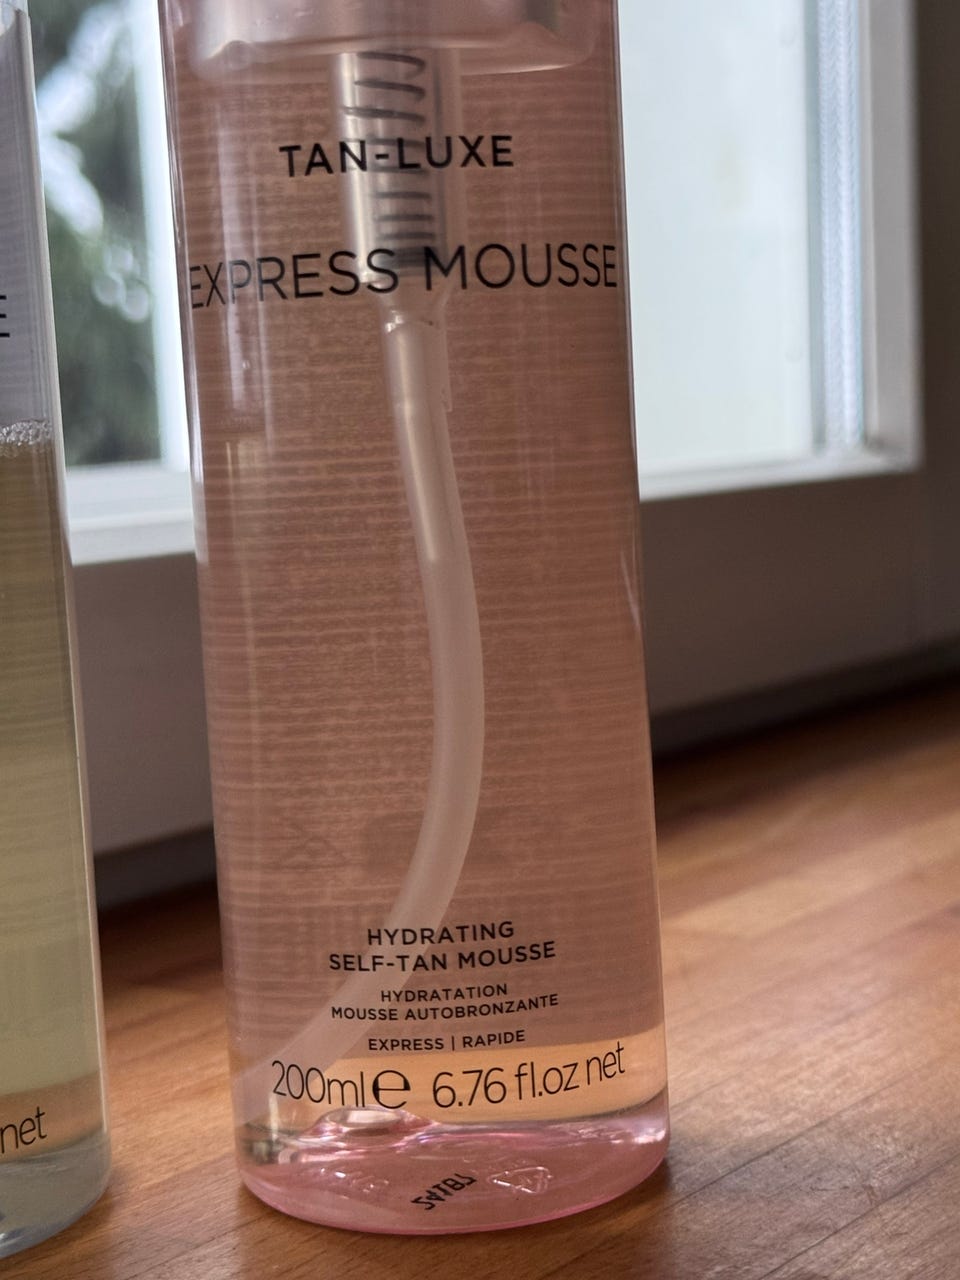 TAN-LUXE
EXPRESS MOUSSE
HYDRATING
SELF-TAN MOUSSE
HYDRATATION
MOUSSE AUTOBRONZANTE
EXPRESS | RAPIDE
200ml e 6.76 fl.oz net
E
net